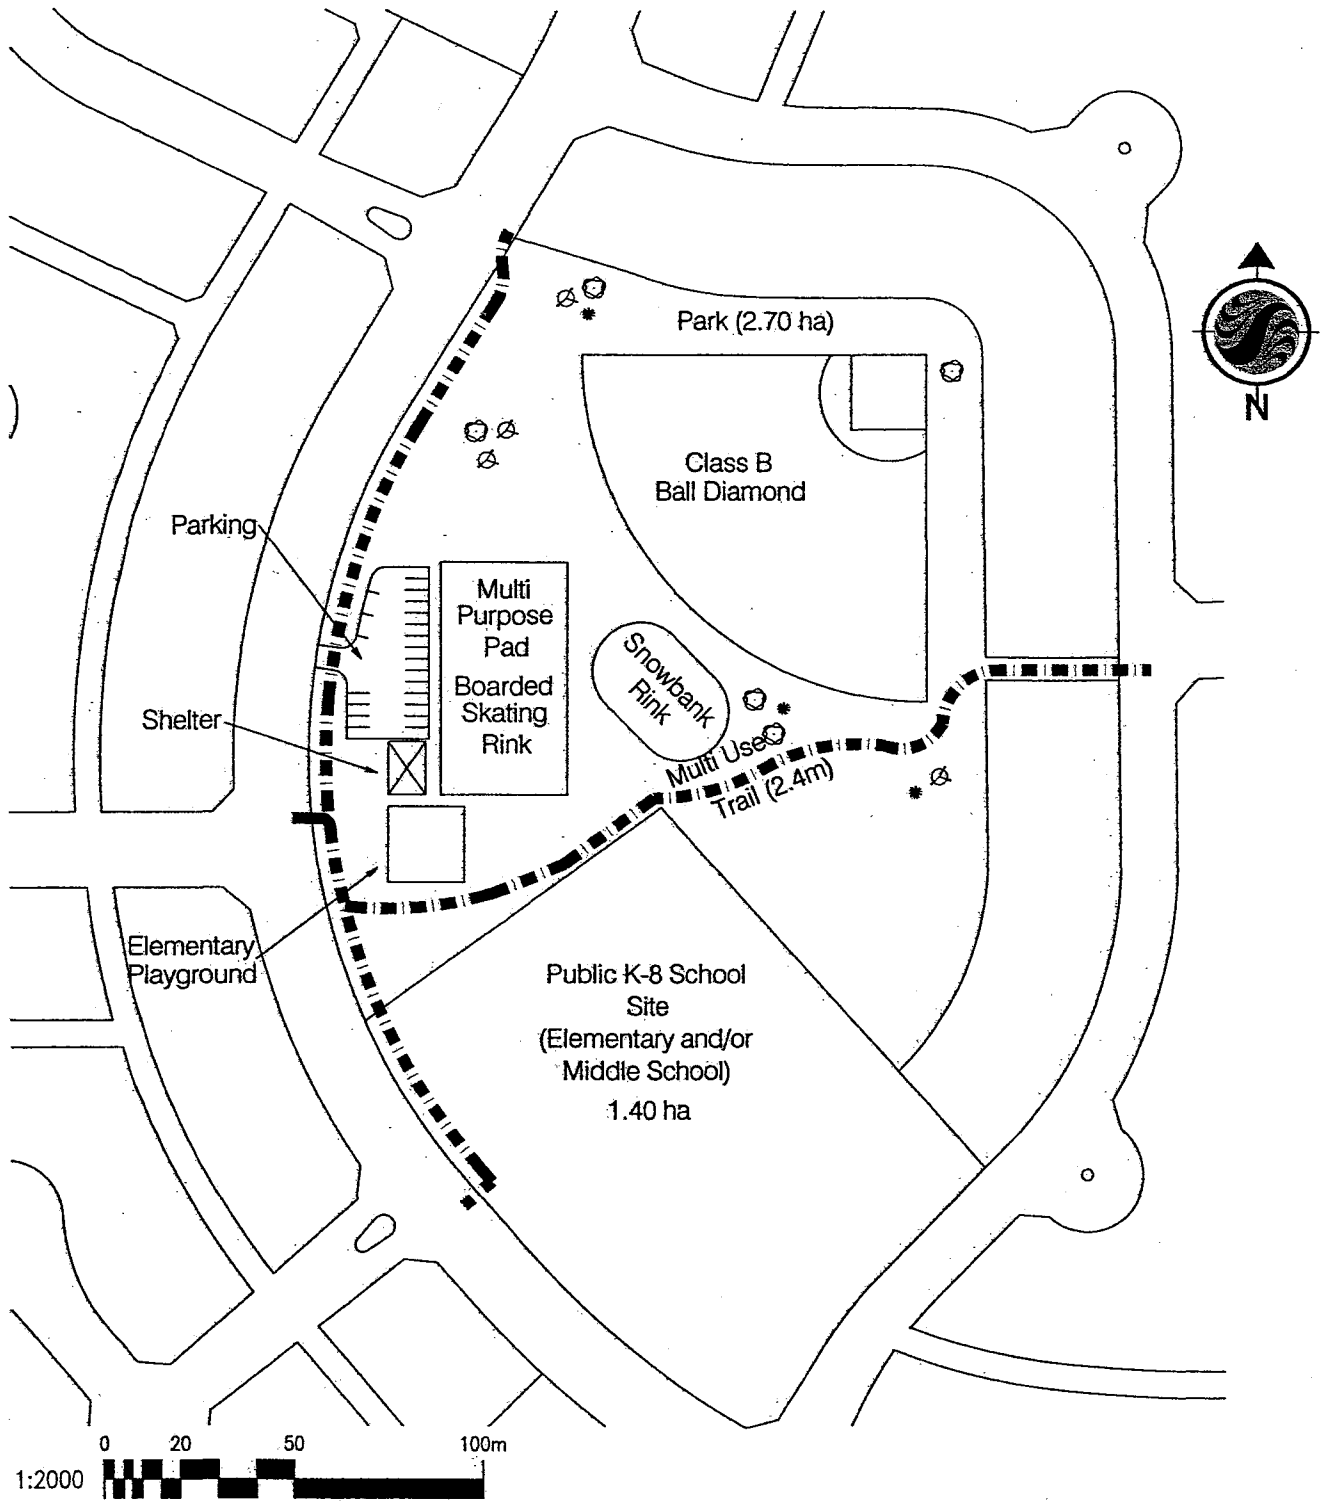 Park (2.70 ha)
N
Class B
Ball Diamond
Parking
Multi
Purpose
Pad
Boarded
Skating
Rink
Snowbank
Rink
Shelter
Multi Use
Trail (2.4m)
Elementary
Playground
Public K-8 School
Site
(Elementary and/or
Middle School)
1.40 ha
0 20 50 100m
1:2000